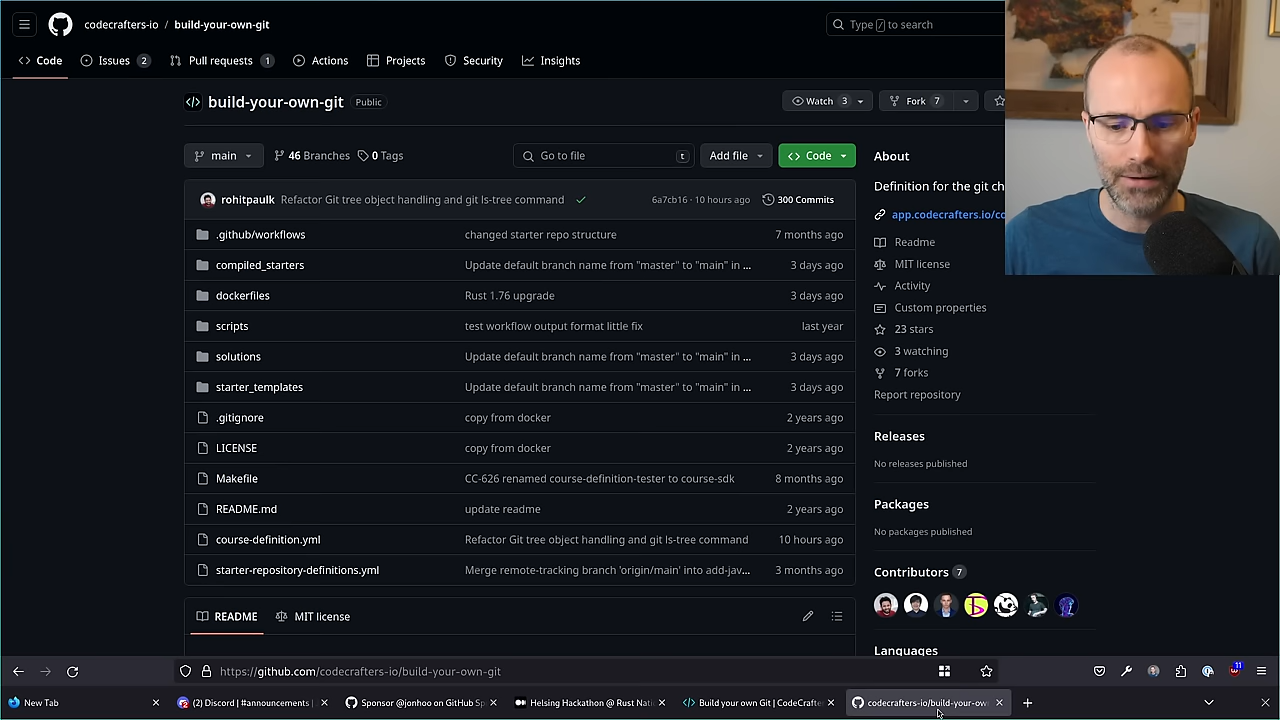 codecrafters-io / build-your-own-git
Type / to search
Code Issues 2 Pull requests 1 Actions Projects Security Insights
build-your-own-git Public
Watch 3 Fork 7
main 46 Branches 0 Tags Go to file t Add file Code
rohitpaulk Refactor Git tree object handling and git ls-tree command 6a7cb16 · 10 hours ago 300 Commits
.github/workflows changed starter repo structure 7 months ago
compiled_starters Update default branch name from "master" to "main" in ... 3 days ago
dockerfiles Rust 1.76 upgrade 3 days ago
scripts test workflow output format little fix last year
solutions Update default branch name from "master" to "main" in ... 3 days ago
starter_templates Update default branch name from "master" to "main" in ... 3 days ago
.gitignore copy from docker 2 years ago
LICENSE copy from docker 2 years ago
Makefile CC-626 renamed course-definition-tester to course-sdk 8 months ago
README.md update readme 2 years ago
course-definition.yml Refactor Git tree object handling and git ls-tree command 10 hours ago
starter-repository-definitions.yml Merge remote-tracking branch 'origin/main' into add-jav... 3 months ago
README MIT license
About
Definition for the git ch
app.codecrafters.io/co
Readme
MIT license
Activity
Custom properties
23 stars
3 watching
7 forks
Report repository
Releases
No releases published
Packages
No packages published
Contributors 7
Languages
https://github.com/codecrafters-io/build-your-own-git
11
New Tab (2) Discord | #announcements | Sponsor @jonhoo on GitHub Sp Helsing Hackathon @ Rust Nati Build your own Git | CodeCrafte codecrafters-io/build-your-own